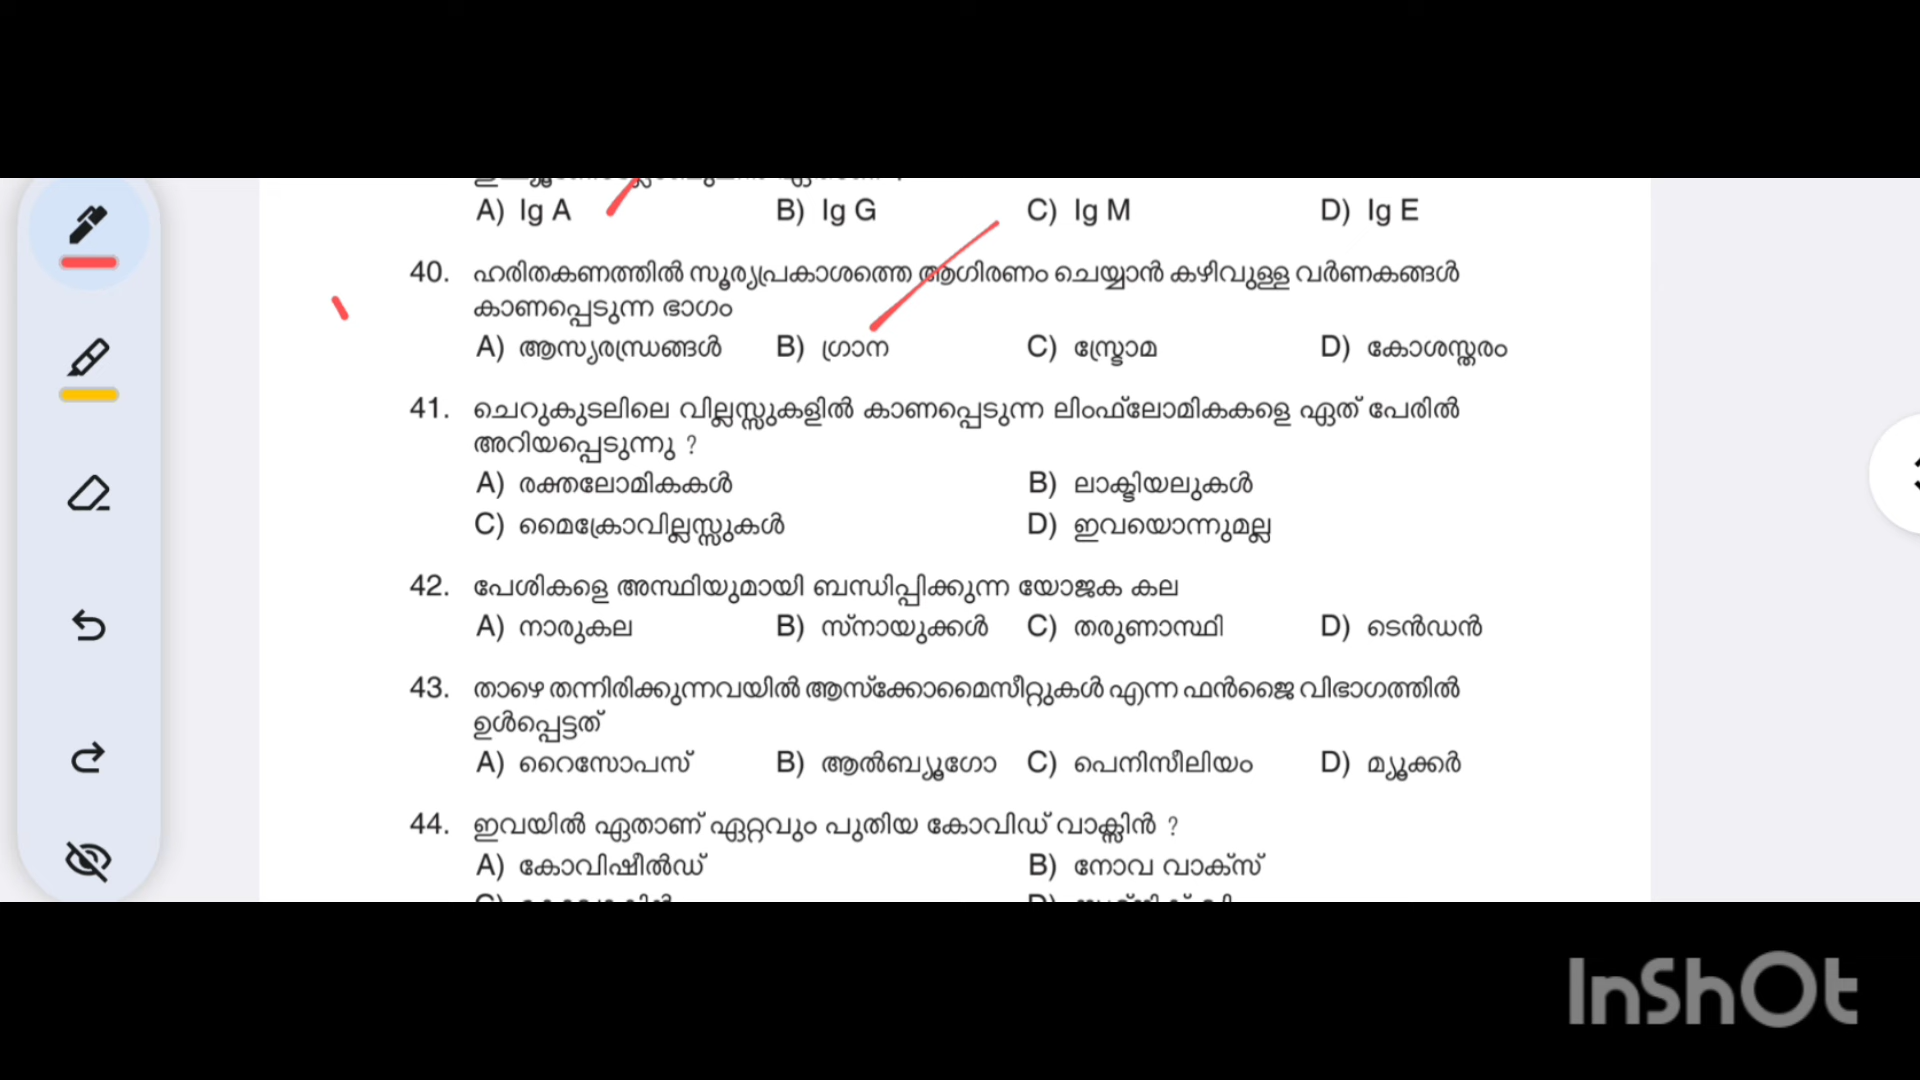 A) Ig A B) Ig G C) Ig M D) Ig E
40. ഹരിതകണത്തിൽ സൂര്യപ്രകാശത്തെ ആഗിരണം ചെയ്യാൻ കഴിവുള്ള വർണകങ്ങൾ
കാണപ്പെടുന്ന ഭാഗം
A) ആസ്യരന്ധ്രങ്ങൾ B) ഗ്രാന C) സ്ട്രോമ D) കോശസ്തരം
41. ചെറുകുടലിലെ വില്ലസ്സുകളിൽ കാണപ്പെടുന്ന ലിംഫ്ലോമികകളെ ഏത് പേരിൽ
അറിയപ്പെടുന്നു ?
A) രക്തലോമികകൾ B) ലാക്ടിയലുകൾ
C) മൈക്രോവില്ലസ്സുകൾ D) ഇവയൊന്നുമല്ല
42. പേശികളെ അസ്ഥിയുമായി ബന്ധിപ്പിക്കുന്ന യോജക കല
A) നാരുകല B) സ്നായുക്കൾ C) തരുണാസ്ഥി D) ടെൻഡൻ
43. താഴെ തന്നിരിക്കുന്നവയിൽ ആസ്ക്കോമൈസീറ്റുകൾ എന്ന ഫൻജൈ വിഭാഗത്തിൽ
ഉൾപ്പെട്ടത്
A) റൈസോപസ് B) ആൽബ്യൂഗോ C) പെനിസീലിയം D) മ്യൂക്കർ
44. ഇവയിൽ ഏതാണ് ഏറ്റവും പുതിയ കോവിഡ് വാക്സിൻ ?
A) കോവിഷീൽഡ് B) നോവ വാക്സ്
InShOt